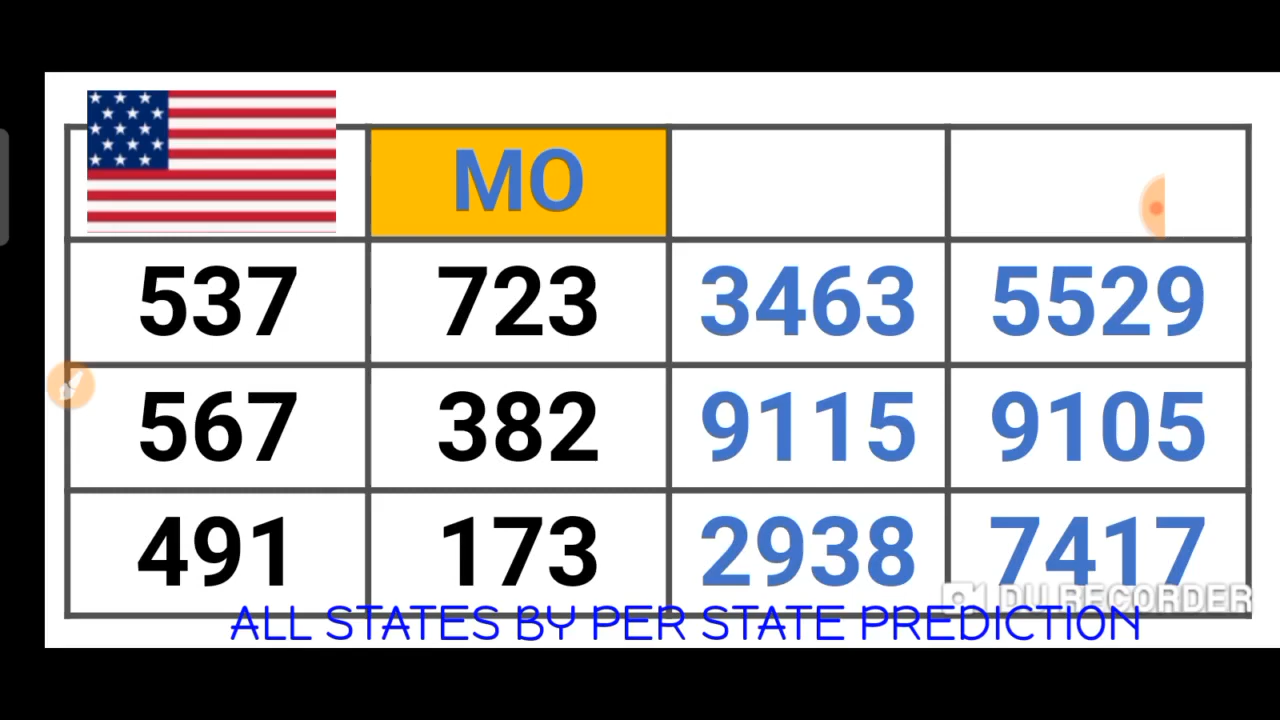 MO
537 723 3463 5529
567 382 9115 9105
491 173 2938 7417
DU RECORDER
ALL STATES BY PER STATE PREDICTION